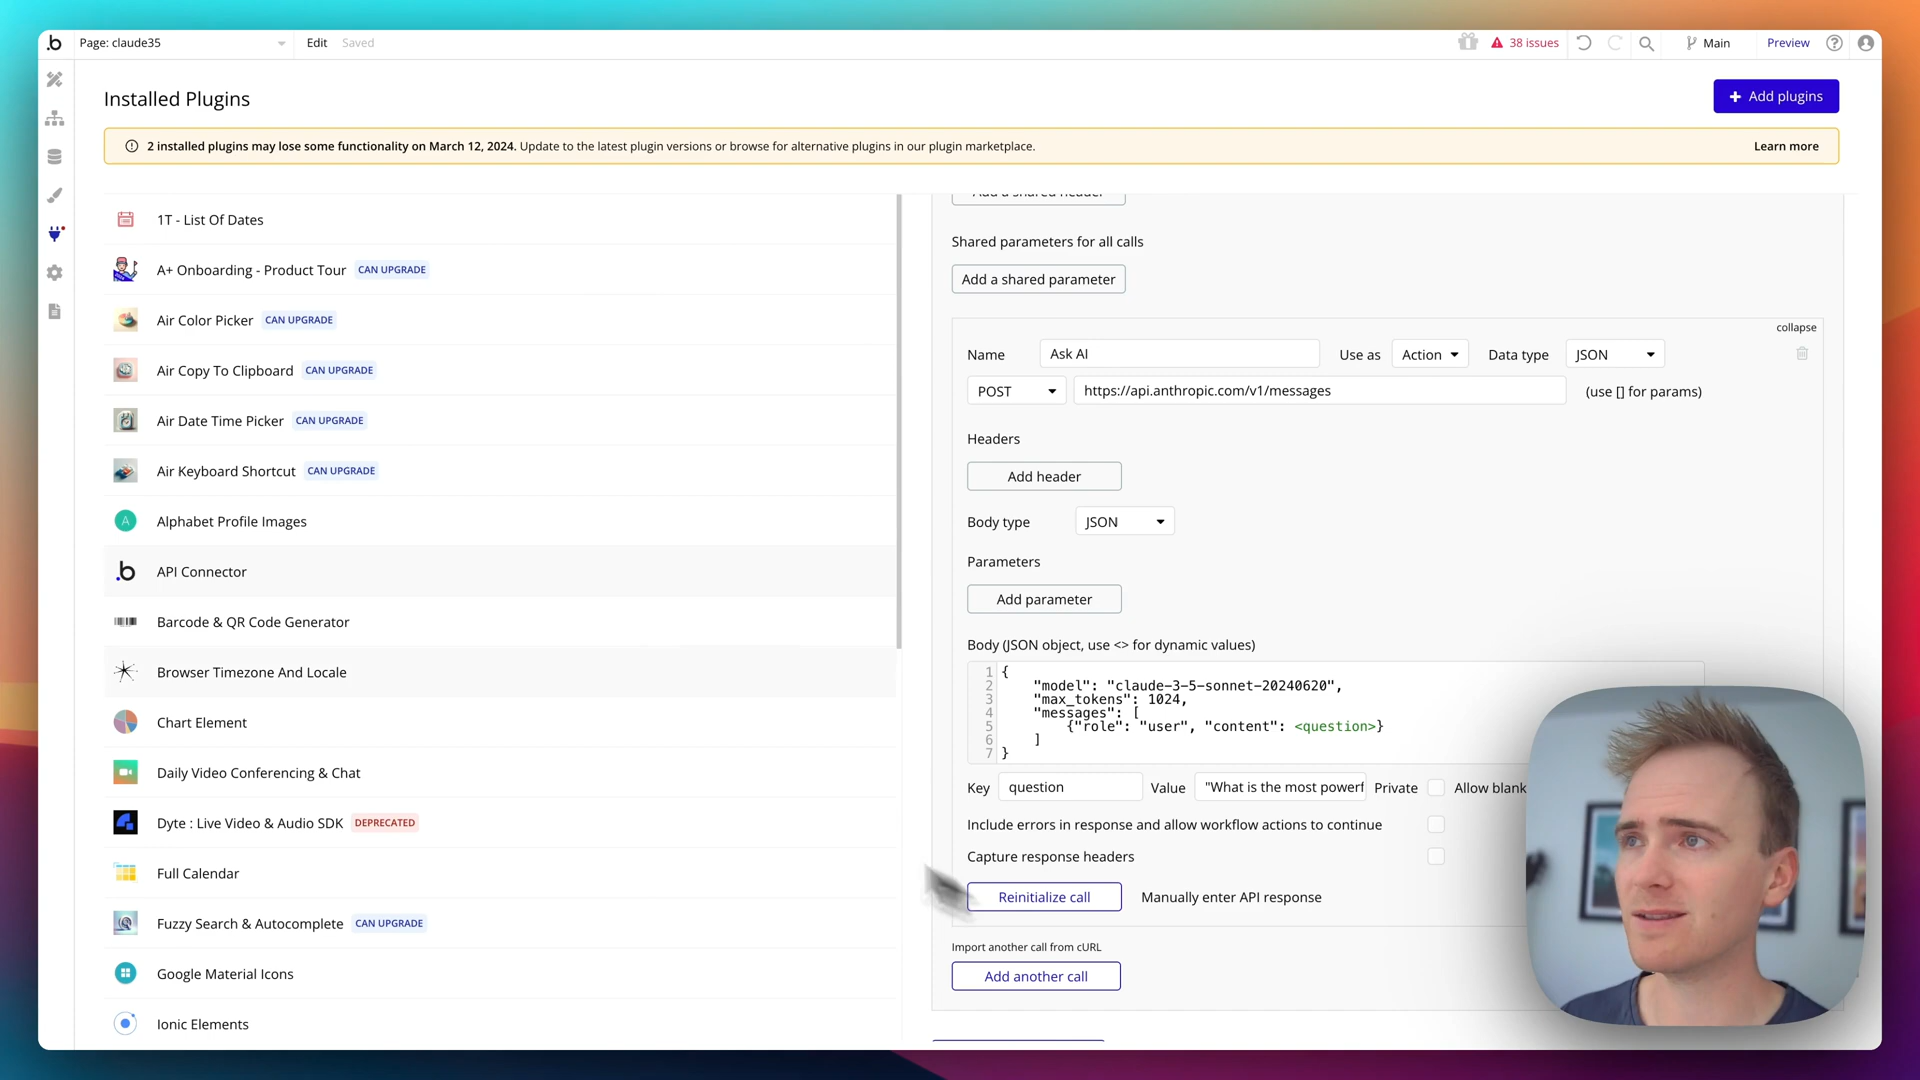 Page: claude35
Edit
Saved
38 issues
Main
Preview
Installed Plugins
Add plugins
2 installed plugins may lose some functionality on March 12, 2024. Update to the latest plugin versions or browse for alternative plugins in our plugin marketplace.
Learn more
1T - List Of Dates
A+ Onboarding - Product Tour CAN UPGRADE
Air Color Picker CAN UPGRADE
Air Copy To Clipboard CAN UPGRADE
Air Date Time Picker CAN UPGRADE
Air Keyboard Shortcut CAN UPGRADE
A
Alphabet Profile Images
.b
API Connector
Barcode & QR Code Generator
Browser Timezone And Locale
Chart Element
Daily Video Conferencing & Chat
Dyte : Live Video & Audio SDK DEPRECATED
Full Calendar
Fuzzy Search & Autocomplete CAN UPGRADE
Google Material Icons
Ionic Elements
Add a shared header
Shared parameters for all calls
Add a shared parameter
collapse
Name Ask AI Use as Action Data type JSON
POST https://api.anthropic.com/v1/messages (use [] for params)
Headers
Add header
Body type JSON
Parameters
Add parameter
Body (JSON object, use <> for dynamic values)
1 {
2 "model": "claude-3-5-sonnet-20240620",
3 "max_tokens": 1024,
4 "messages": [
5 {"role": "user", "content": <question>}
6 ]
7 }
Key question Value "What is the most powerf Private Allow blank
Include errors in response and allow workflow actions to continue
Capture response headers
Reinitialize call Manually enter API response
Import another call from cURL
Add another call